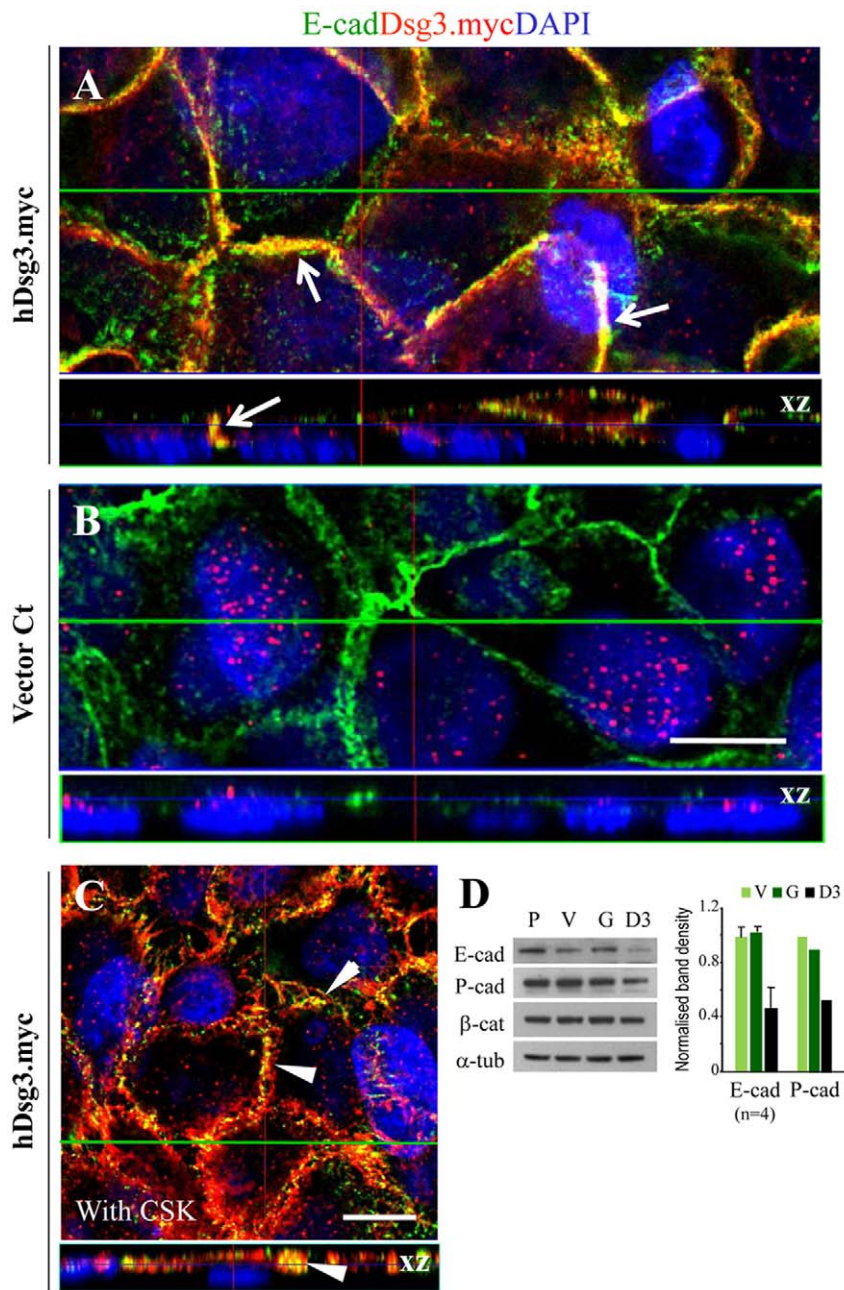 E-cadDsg3.mycDAPI
A
hDsg3.myc
xz
B
Vector Ct
xz
C
hDsg3.myc
With CSK
xz
D
P V G D3
E-cad
P-cad
β-cat
α-tub
V G D3
Normalised band density
1.2
0.8
0.4
0
E-cad P-cad
(n=4)